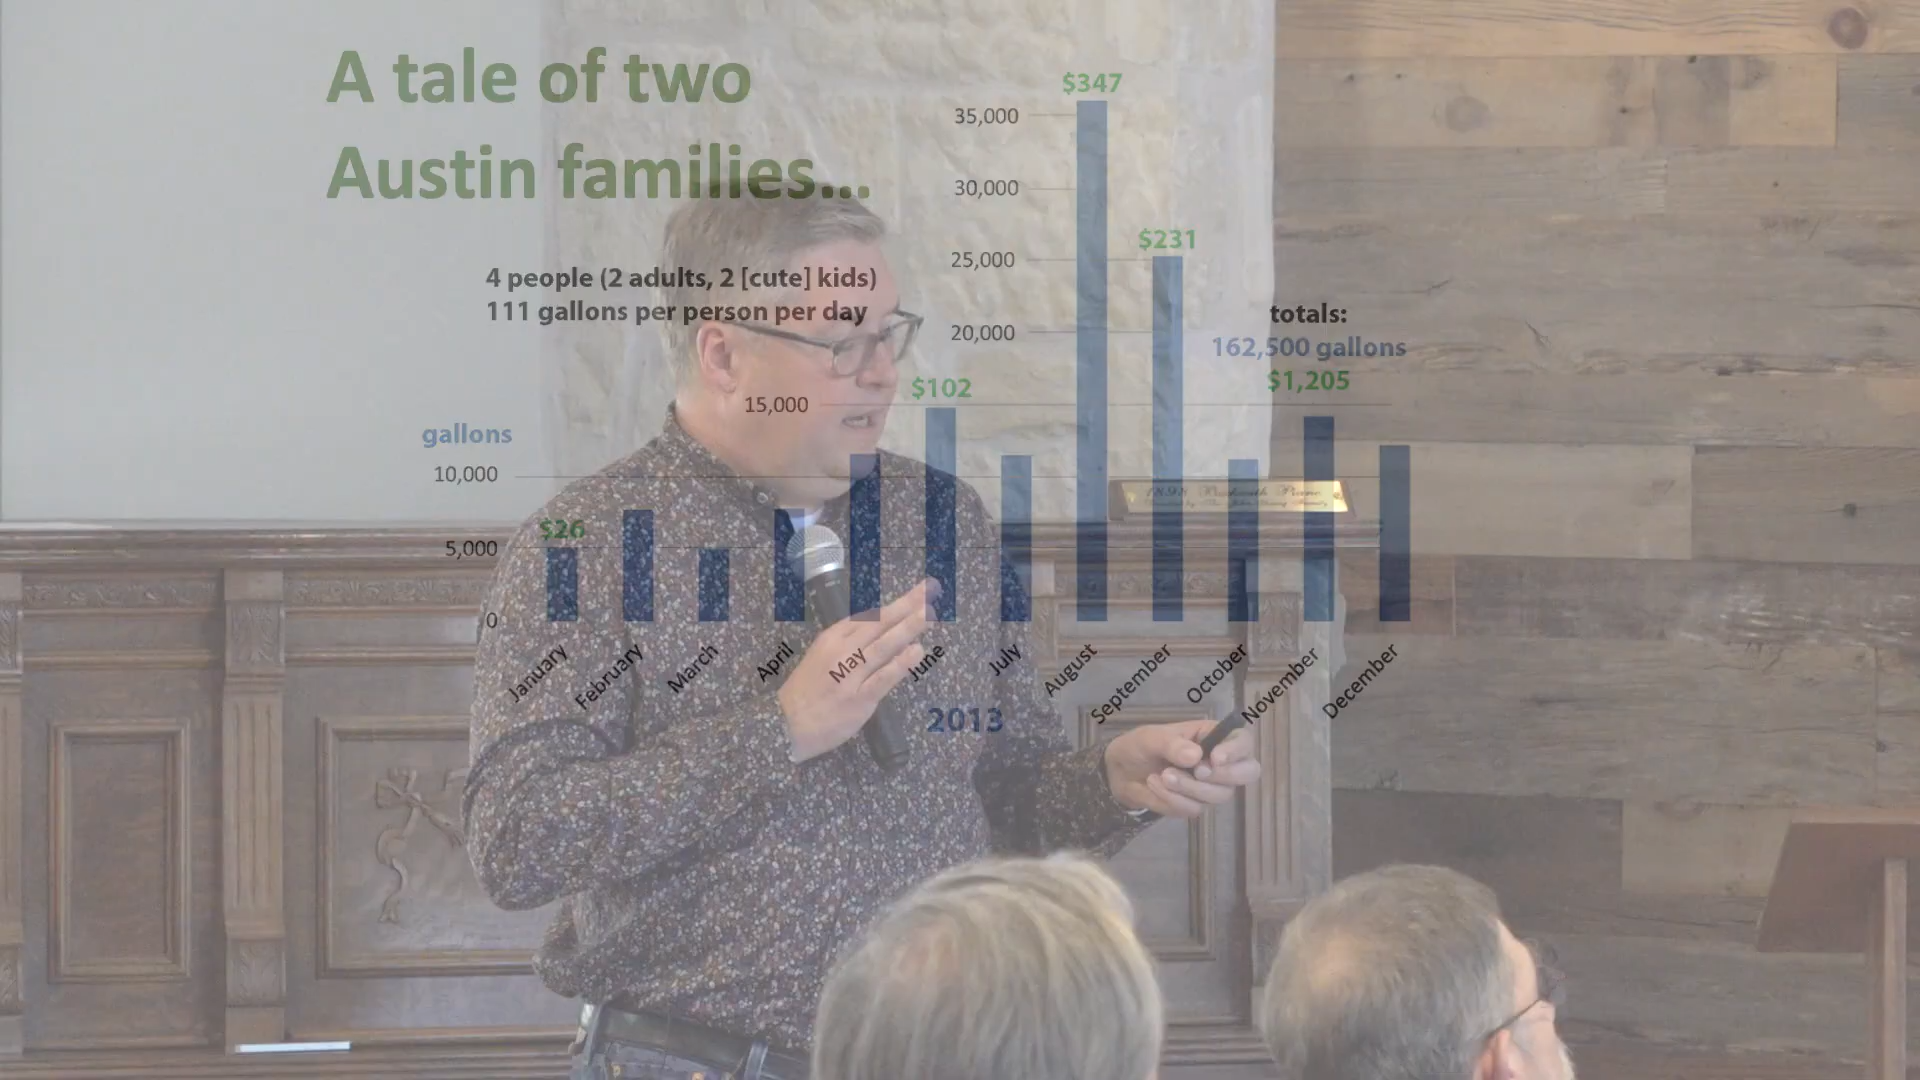 A tale of two
Austin families...
4 people (2 adults, 2 [cute] kids)
111 gallons per person per day
gallons
35,000
30,000
25,000
20,000
15,000
10,000
5,000
0
$26
$102
$347
$231
totals:
162,500 gallons
$1,205
January
February
March
April
May
June
July
August
September
October
November
December
2013
1898
Piano